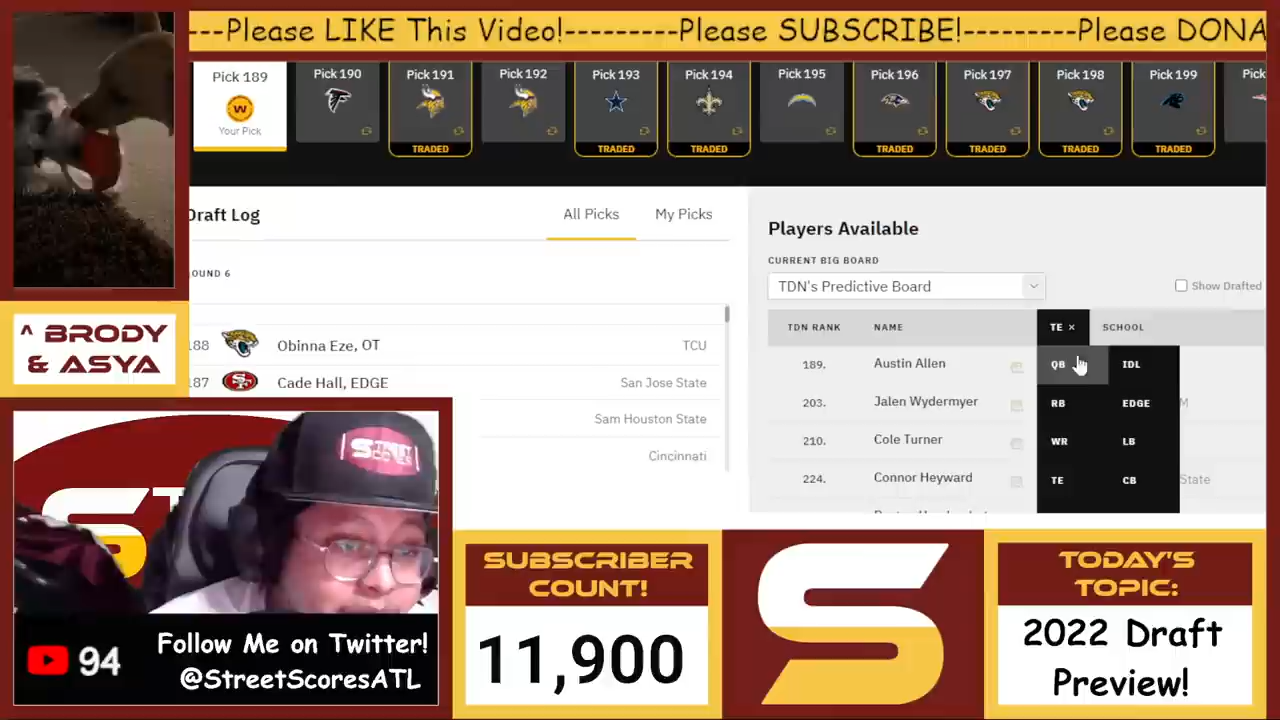 ---Please LIKE This Video!---------Please SUBSCRIBE!---------Please DONA
Pick 189
W
Your Pick
Pick 190
Pick 191
TRADED
Pick 192
Pick 193
TRADED
Pick 194
TRADED
Pick 195
Pick 196
TRADED
Pick 197
TRADED
Pick 198
TRADED
Pick 199
TRADED
Pic
Draft Log
All Picks
My Picks
OUND 6
188 Obinna Eze, OT TCU
187 Cade Hall, EDGE San Jose State
Sam Houston State
Cincinnati
Players Available
CURRENT BIG BOARD
TDN's Predictive Board
Show Drafted
TDN RANK NAME TE × SCHOOL
189. Austin Allen
203. Jalen Wydermyer M
210. Cole Turner
224. Connor Heyward State
QB IDL
RB EDGE
WR LB
TE CB
^ BRODY
& ASYA
STREET
SCORES
94
Follow Me on Twitter!
@StreetScoresATL
SUBSCRIBER
COUNT!
11,900
S
TODAY'S
TOPIC:
2022 Draft
Preview!